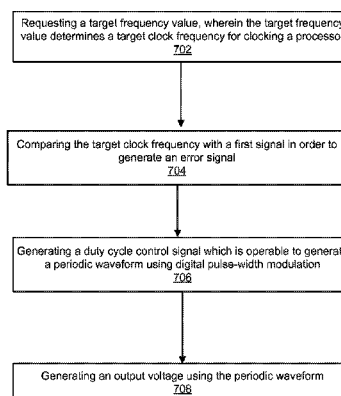 Requesting a target frequency value, wherein the target frequency
value determines a target clock frequency for clocking a processo
702
Comparing the target clock frequency with a first signal in order to
generate an error signal
704
Generating a duty cycle control signal which is operable to generat
a periodic waveform using digital pulse-width modulation
706
Generating an output voltage using the periodic waveform
708